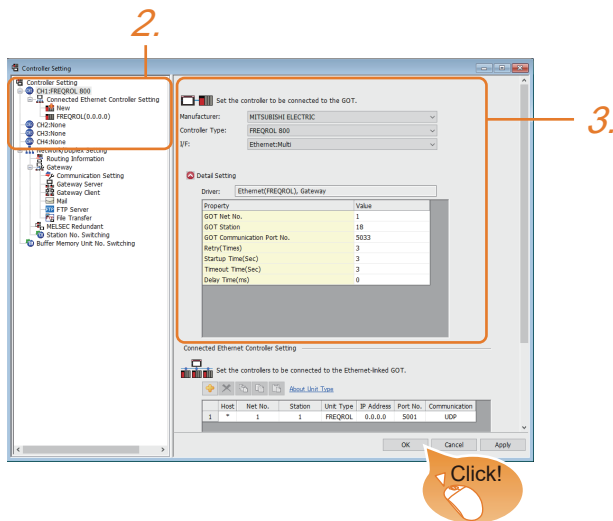 2.
Controller Setting
Controller Setting
CH1:FREQROL 800
Connected Ethernet Controller Setting
New
FREQROL(0.0.0.0)
CH2:None
CH3:None
CH4:None
Network/Duplex Setting
Routing Information
Gateway
Communication Setting
Gateway Server
Gateway Client
Mail
FTP Server
File Transfer
MELSEC Redundant
Station No. Switching
Buffer Memory Unit No. Switching
Set the controller to be connected to the GOT.
Manufacturer: MITSUBISHI ELECTRIC
Controller Type: FREQROL 800
I/F: Ethernet:Multi
3.
Detail Setting
Driver: Ethernet(FREQROL), Gateway
Property Value
GOT Net No. 1
GOT Station 18
GOT Communication Port No. 5033
Retry(Times) 3
Startup Time(Sec) 3
Timeout Time(Sec) 3
Delay Time(ms) 0
Connected Ethernet Controller Setting
Set the controllers to be connected to the Ethernet-linked GOT.
About Unit Type
Host Net No. Station Unit Type IP Address Port No. Communication
1 * 1 1 FREQROL 0.0.0.0 5001 UDP
OK Cancel Apply
Click!